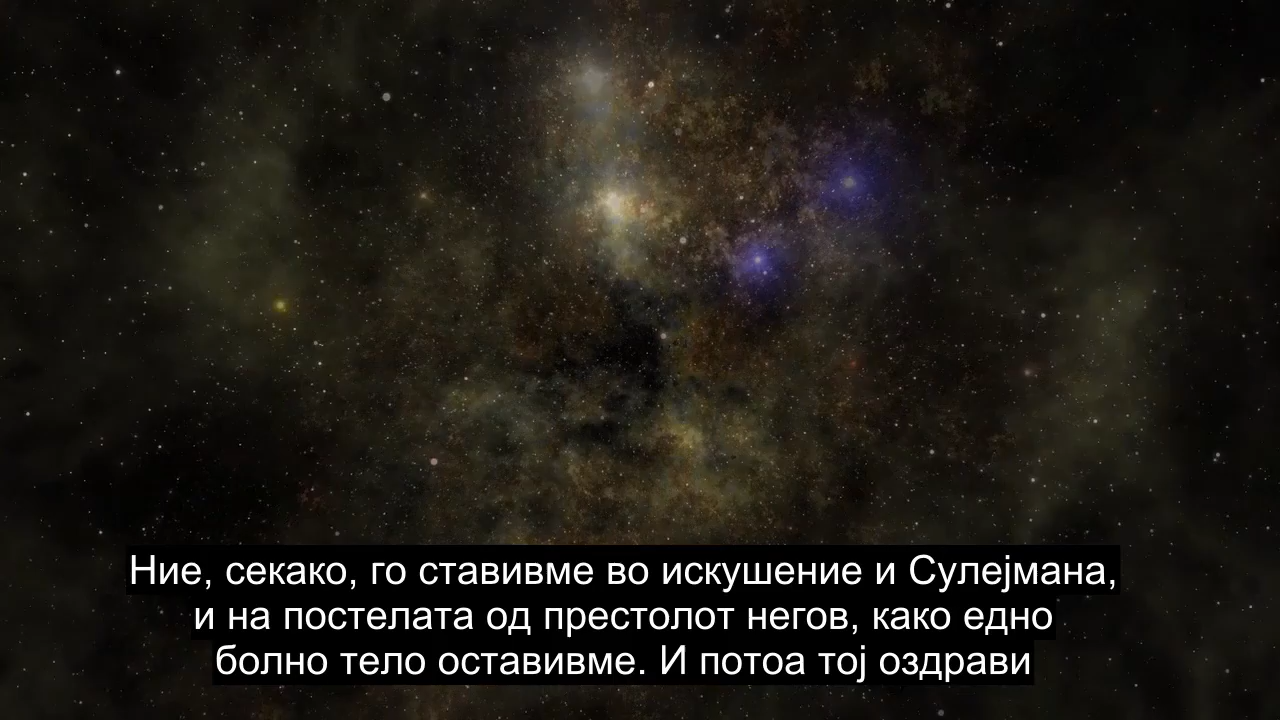 Ние, секако, го ставивме во искушение и Сулејмана,
и на постелата од престолот негов, како едно
болно тело оставивме. И потоа тој оздрави